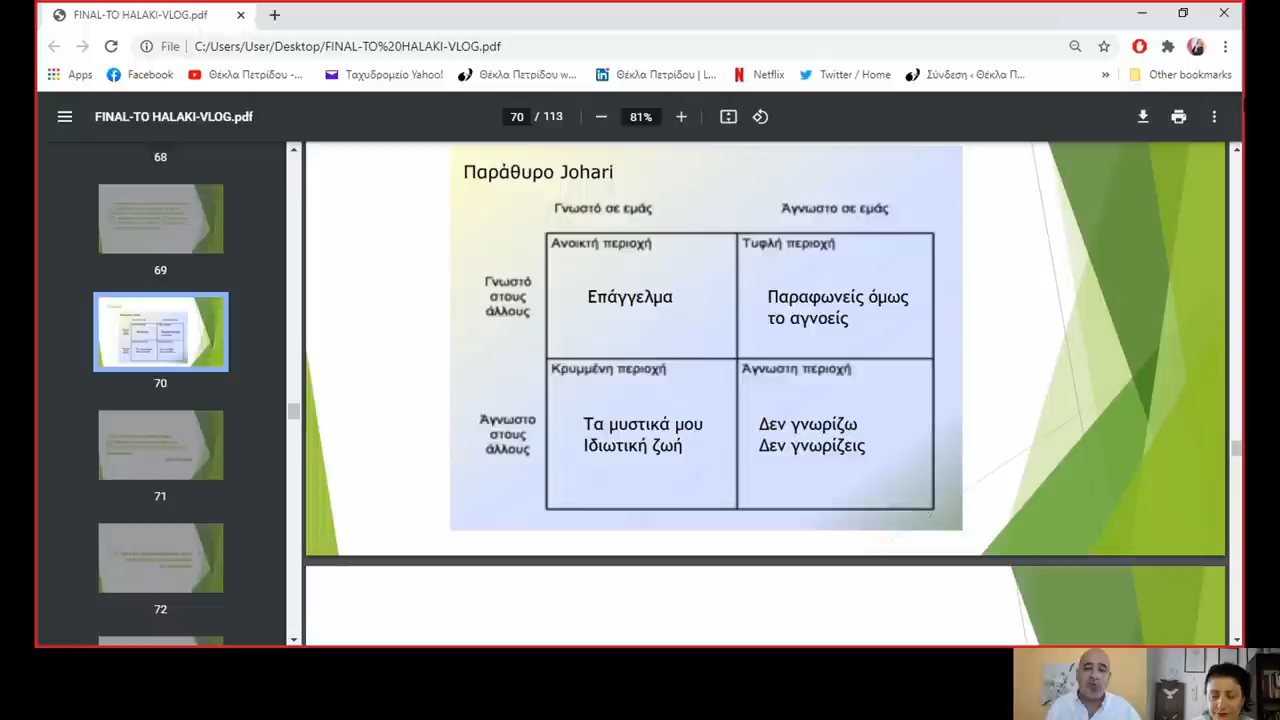 FINAL-TO HALAKI-VLOG.pdf
File C:/Users/User/Desktop/FINAL-TO%20HALAKI-VLOG.pdf
Apps Facebook Θέκλα Πετρίδου -... Ταχυδρομείο Yahoo! Θέκλα Πετρίδου w... Θέκλα Πετρίδου | L... Netflix Twitter / Home Σύνδεση ‹ Θέκλα Π... » Other bookmarks
FINAL-TO HALAKI-VLOG.pdf 70 / 113 81%
68
69
70
71
72
Παράθυρο Johari
Γνωστό σε εμάς Άγνωστο σε εμάς
Ανοικτή περιοχή Τυφλή περιοχή
Γνωστό
στους
άλλους
Επάγγελμα
Παραφωνείς όμως
το αγνοείς
Κρυμμένη περιοχή Άγνωστη περιοχή
Άγνωστο
στους
άλλους
Τα μυστικά μου
Ιδιωτική ζωή
Δεν γνωρίζω
Δεν γνωρίζεις